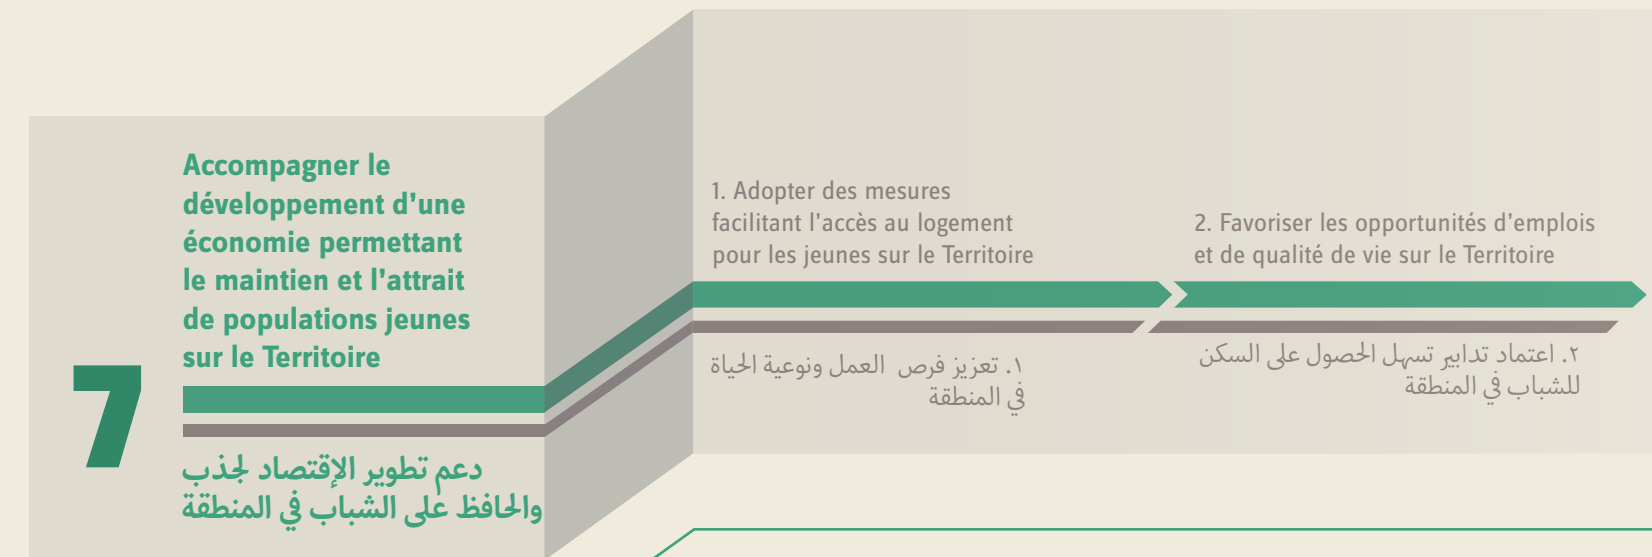 7
Accompagner le
développement d'une
économie permettant
le maintien et l'attrait
de populations jeunes
sur le Territoire
دعم تطوير الإقتصاد لجذب
والحافظ على الشباب في المنطقة
1. Adopter des mesures
facilitant l'accès au logement
pour les jeunes sur le Territoire
١. تعزيز فرص العمل ونوعية الحياة
في المنطقة
2. Favoriser les opportunités d'emplois
et de qualité de vie sur le Territoire
٢. اعتماد تدابير تسهل الحصول على السكن
للشباب في المنطقة